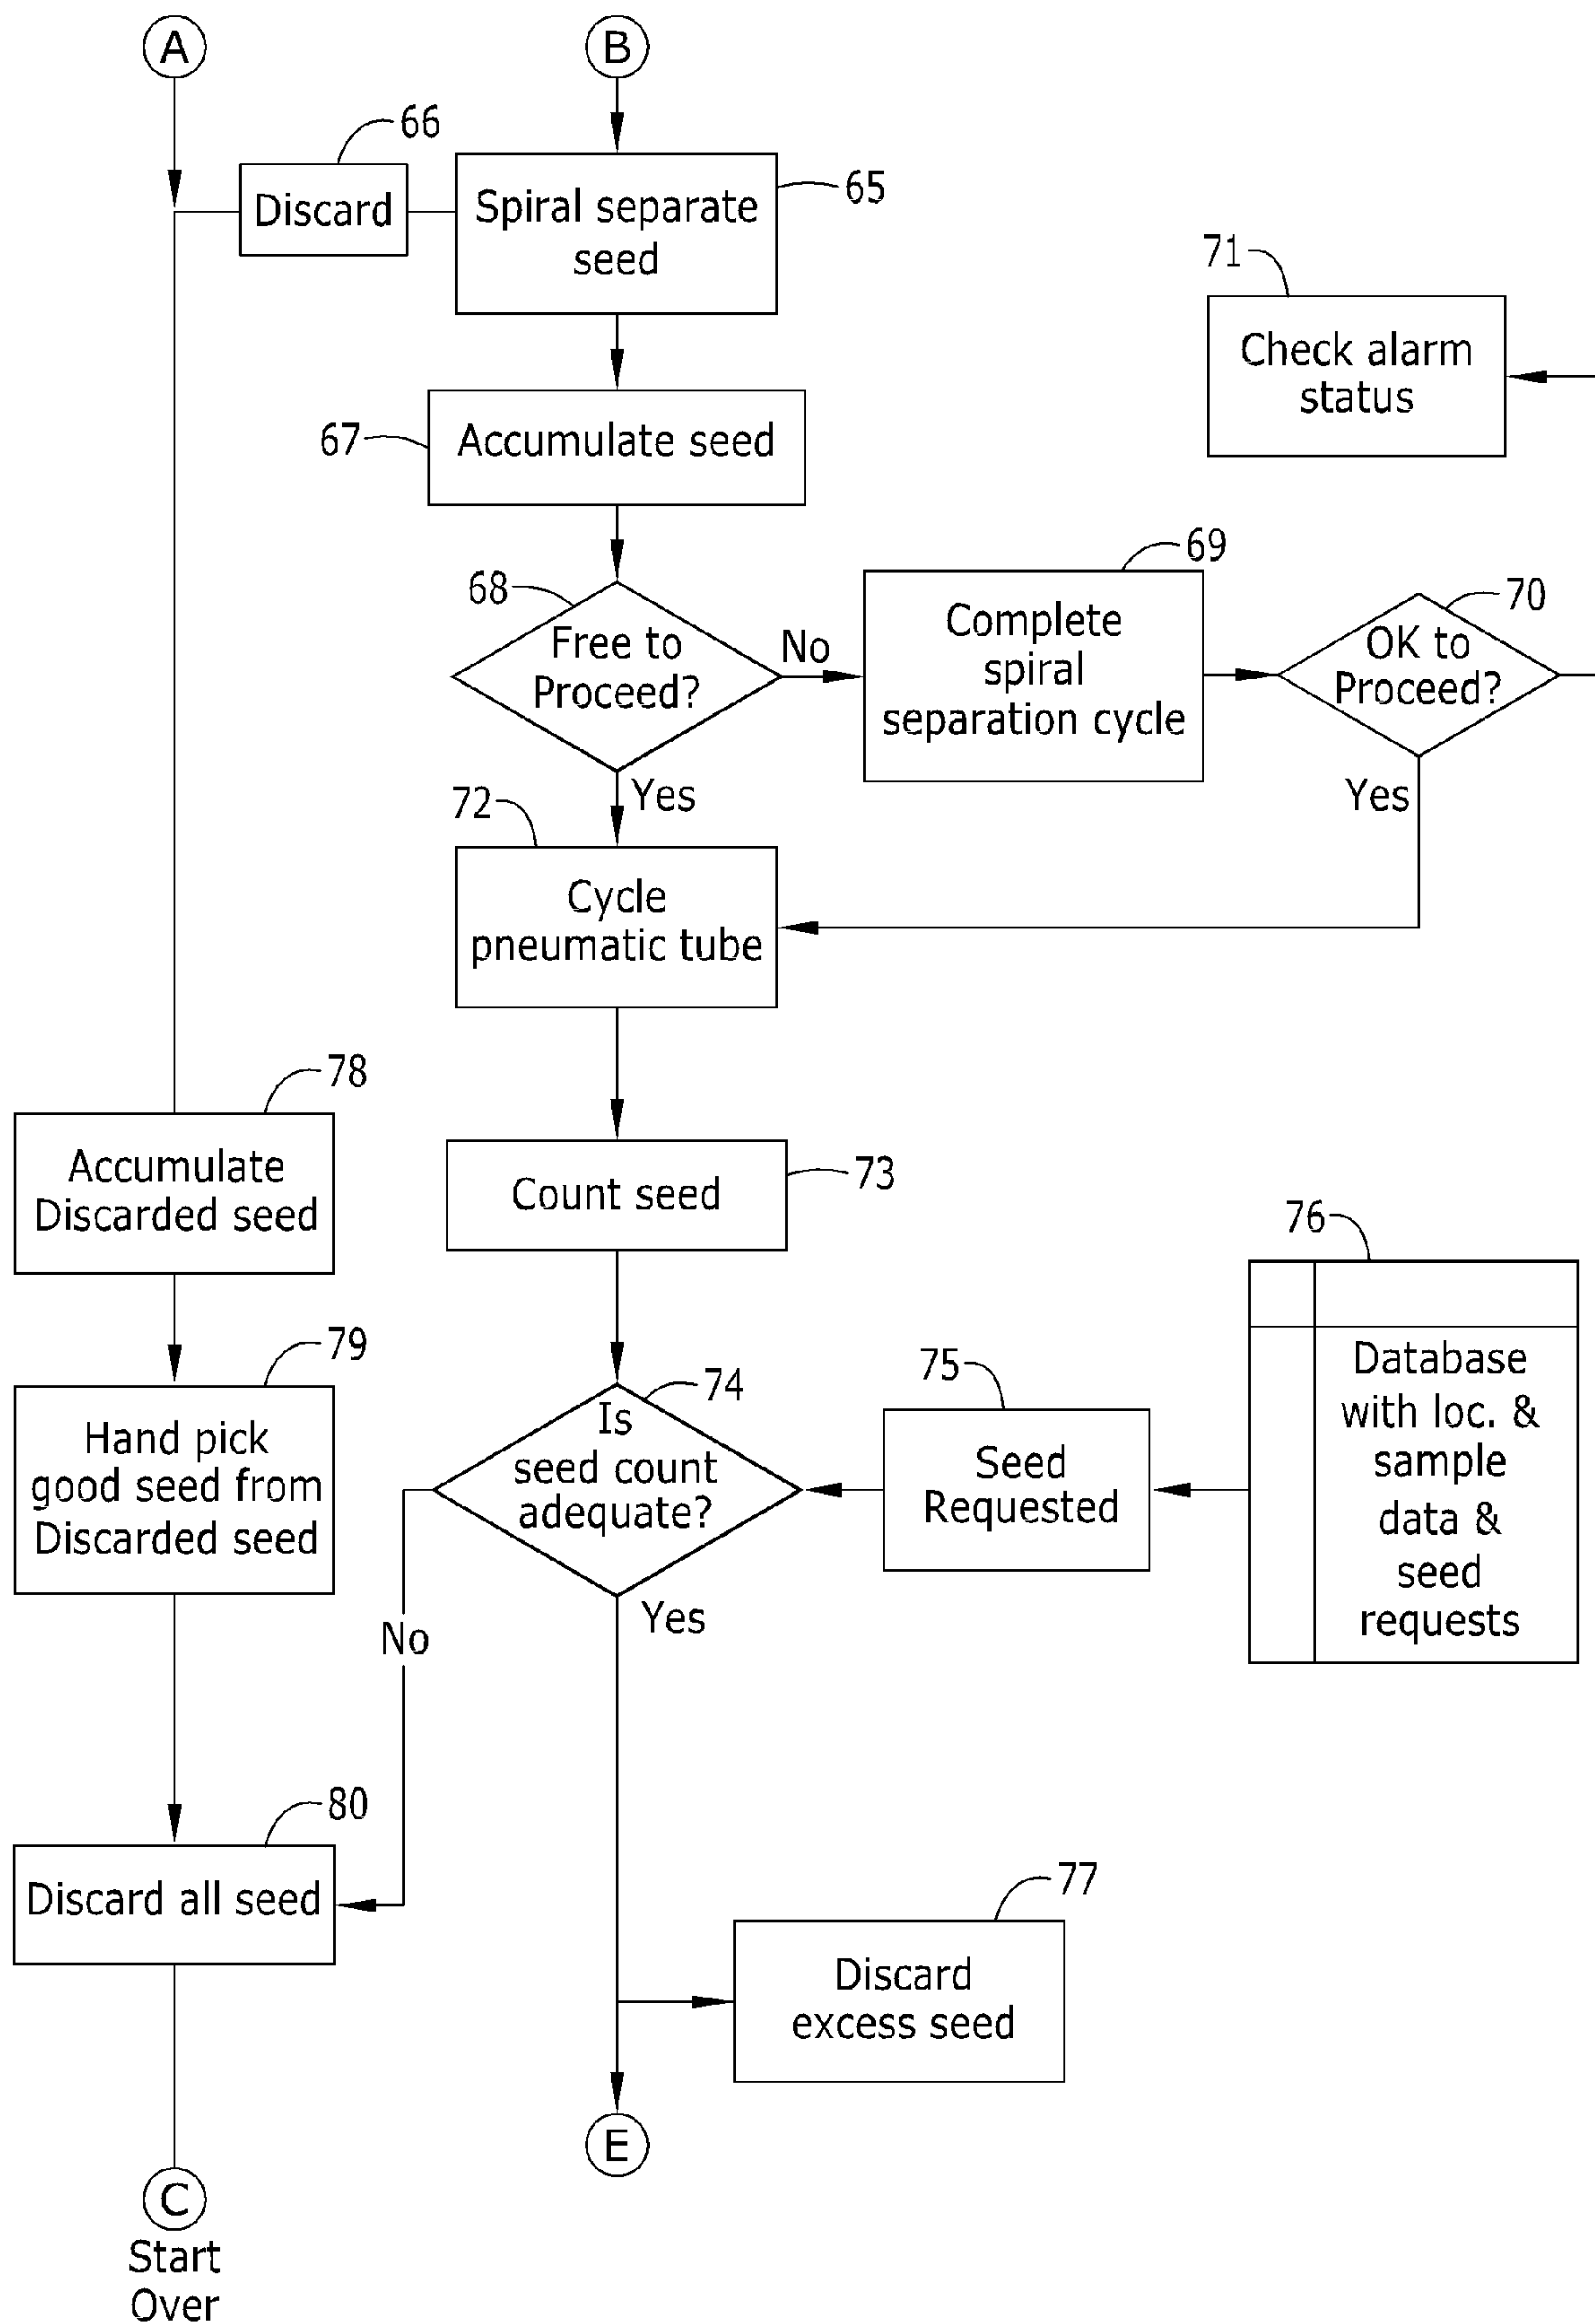 A
B
66
Discard
Spiral separate
seed
65
71
Check alarm
status
67
Accumulate seed
68
Free to
Proceed?
No
69
Complete
spiral
separation cycle
70
OK to
Proceed?
Yes
Yes
72
Cycle
pneumatic tube
78
Accumulate
Discarded seed
Count seed
73
76
Database
with loc. &
sample
data &
seed
requests
75
Seed
Requested
74
Is
seed count
adequate?
79
Hand pick
good seed from
Discarded seed
No
Yes
80
Discard all seed
77
Discard
excess seed
E
C
Start
Over